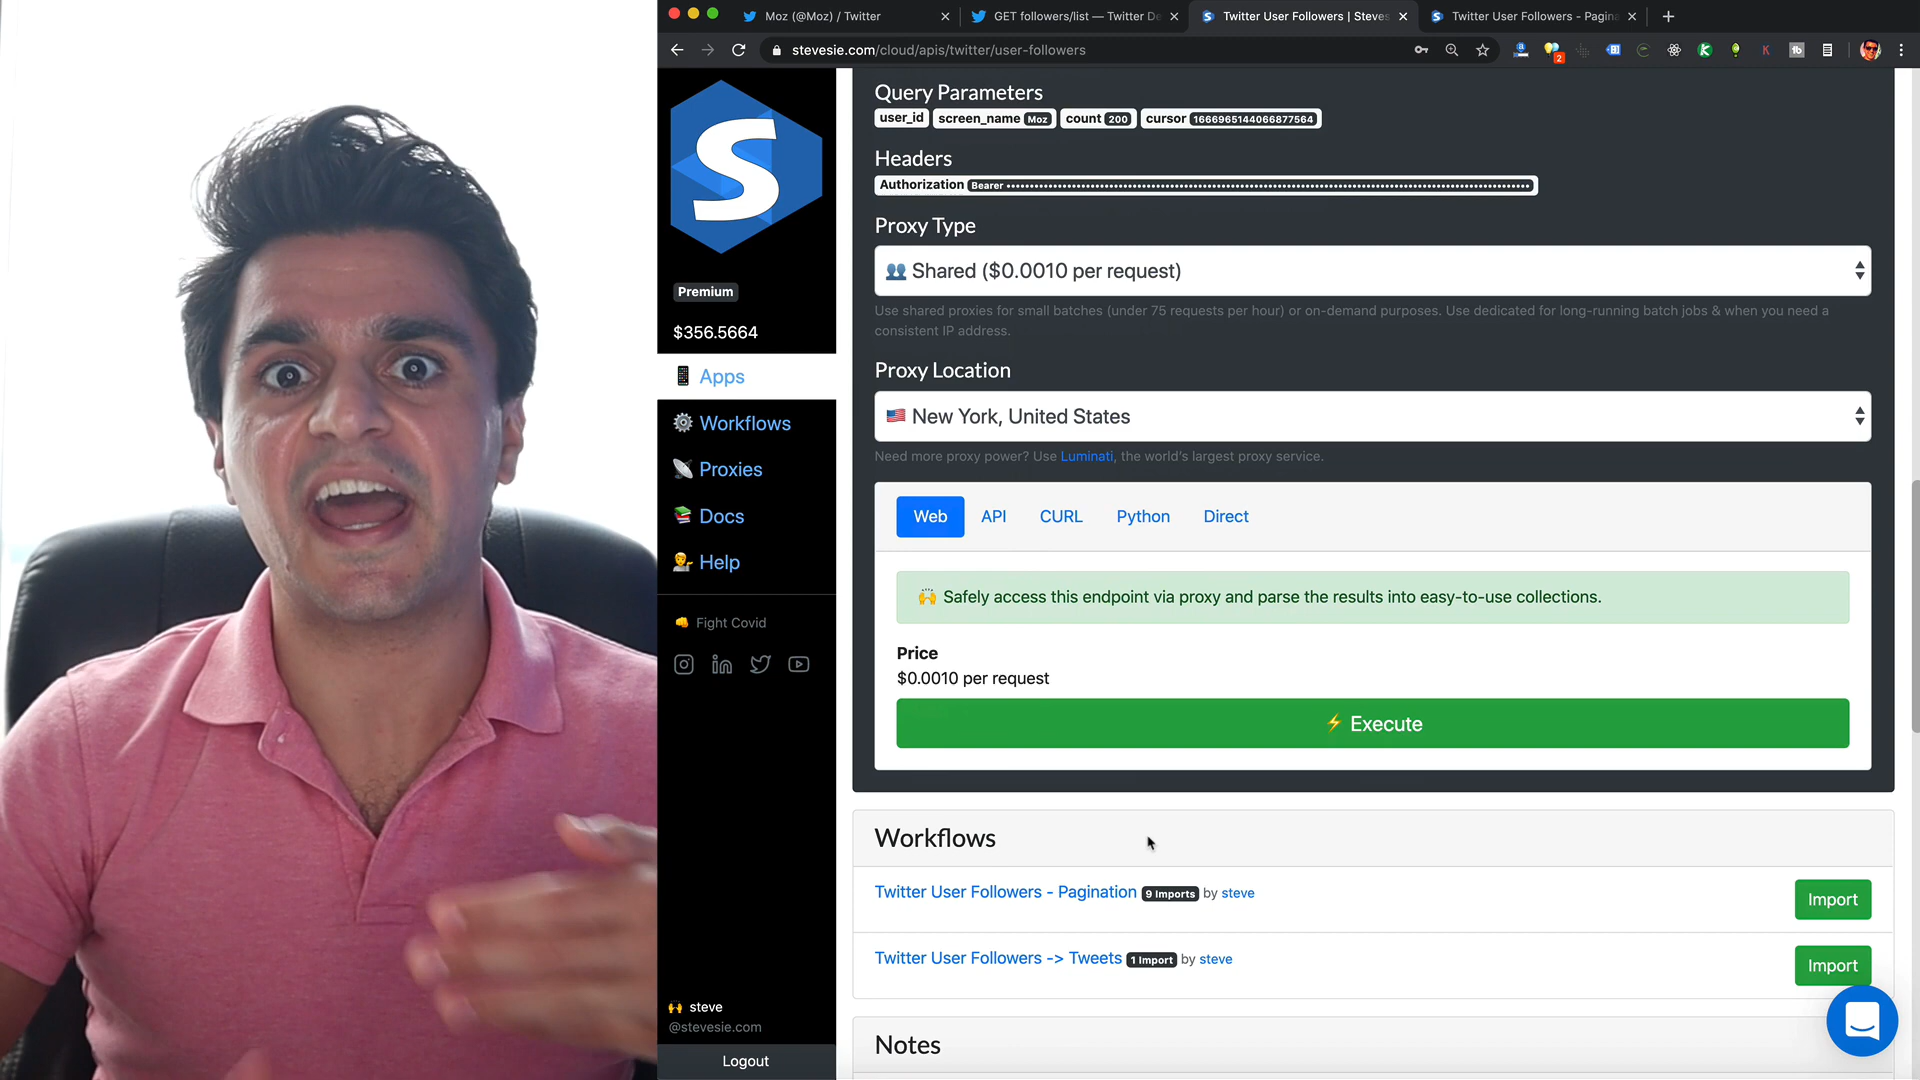 Moz (@Moz) / Twitter
GET followers/list — Twitter De
Twitter User Followers | Steves
Twitter User Followers - Pagina
stevesie.com/cloud/apis/twitter/user-followers
2
S
Premium
$356.5664
Apps
Workflows
Proxies
Docs
Help
Fight Covid
steve
@stevesie.com
Logout
Query Parameters
user_id screen_name Moz count 200 cursor 1666965144066877564
Headers
Authorization Bearer ••••••••••••••••••••••••••••••••••••••••••••••••••••••••••••••••••••••••••••••••••••••••••••••••••••••••••••••••
Proxy Type
Shared ($0.0010 per request)
Use shared proxies for small batches (under 75 requests per hour) or on-demand purposes. Use dedicated for long-running batch jobs & when you need a
consistent IP address.
Proxy Location
New York, United States
Need more proxy power? Use Luminati, the world's largest proxy service.
Web API CURL Python Direct
Safely access this endpoint via proxy and parse the results into easy-to-use collections.
Price
$0.0010 per request
Execute
Workflows
Twitter User Followers - Pagination 9 Imports by steve
Import
Twitter User Followers -> Tweets 1 Import by steve
Import
Notes